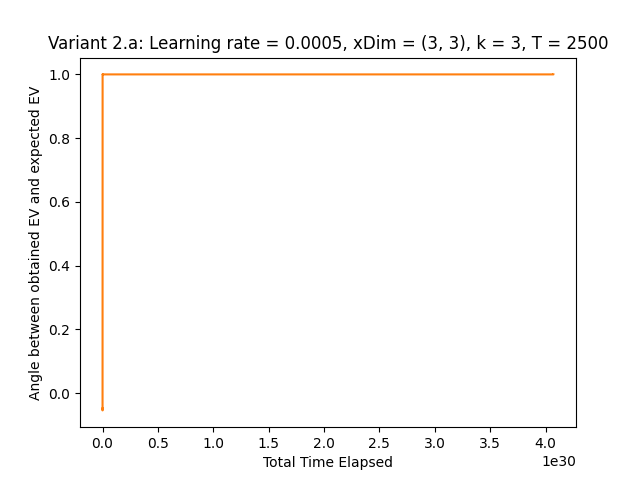 Variant 2.a: Learning rate = 0.0005, xDim = (3, 3), k = 3, T = 2500
Angle between obtained EV and expected EV
1.0
0.8
0.6
0.4
0.2
0.0
0.0 0.5 1.0 1.5 2.0 2.5 3.0 3.5 4.0
1e30
Total Time Elapsed